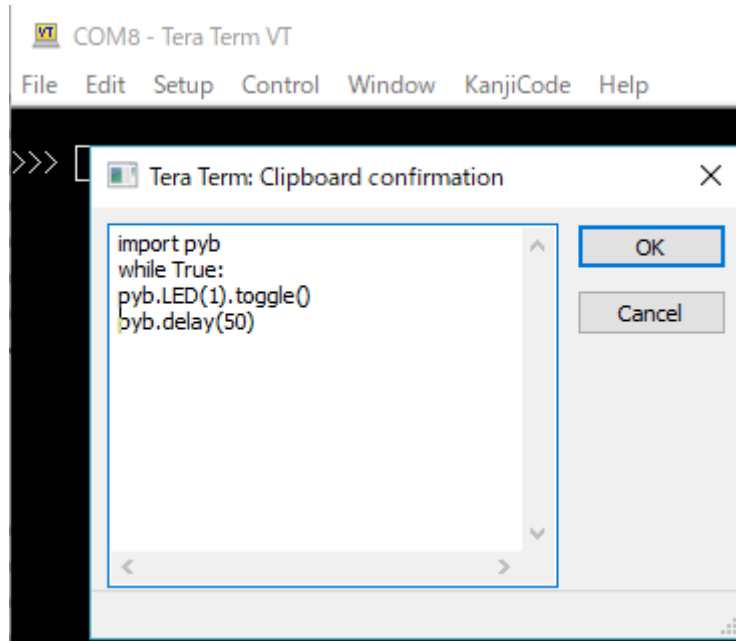 VT COM8 - Tera Term VT
File Edit Setup Control Window KanjiCode Help
>>>
Tera Term: Clipboard confirmation
import pyb
while True:
pyb.LED(1).toggle()
pyb.delay(50)
OK
Cancel